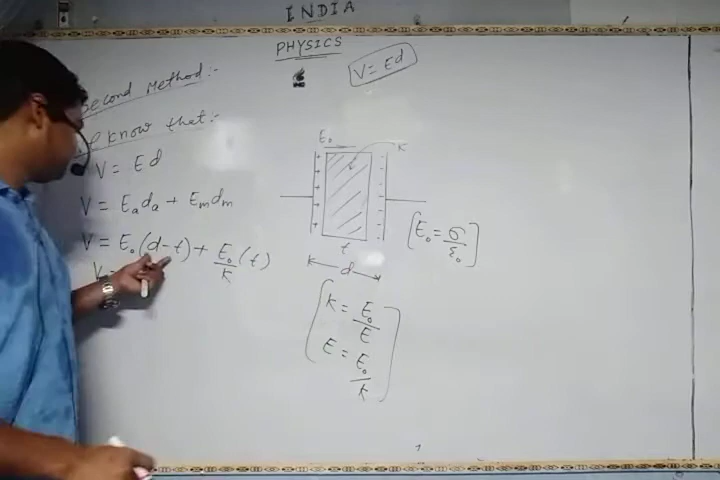 INDIA
PHYSICS
V = Ed
Second Method:-
know that:-
V = Ed
V = Eada + Emdm
V = E₀(d-t) + E₀/K (t)
V =
E₀
K
+ + + + +
- - - - -
t
d
[E₀ = σ/ε₀]
K = E₀/E
E = E₀/K